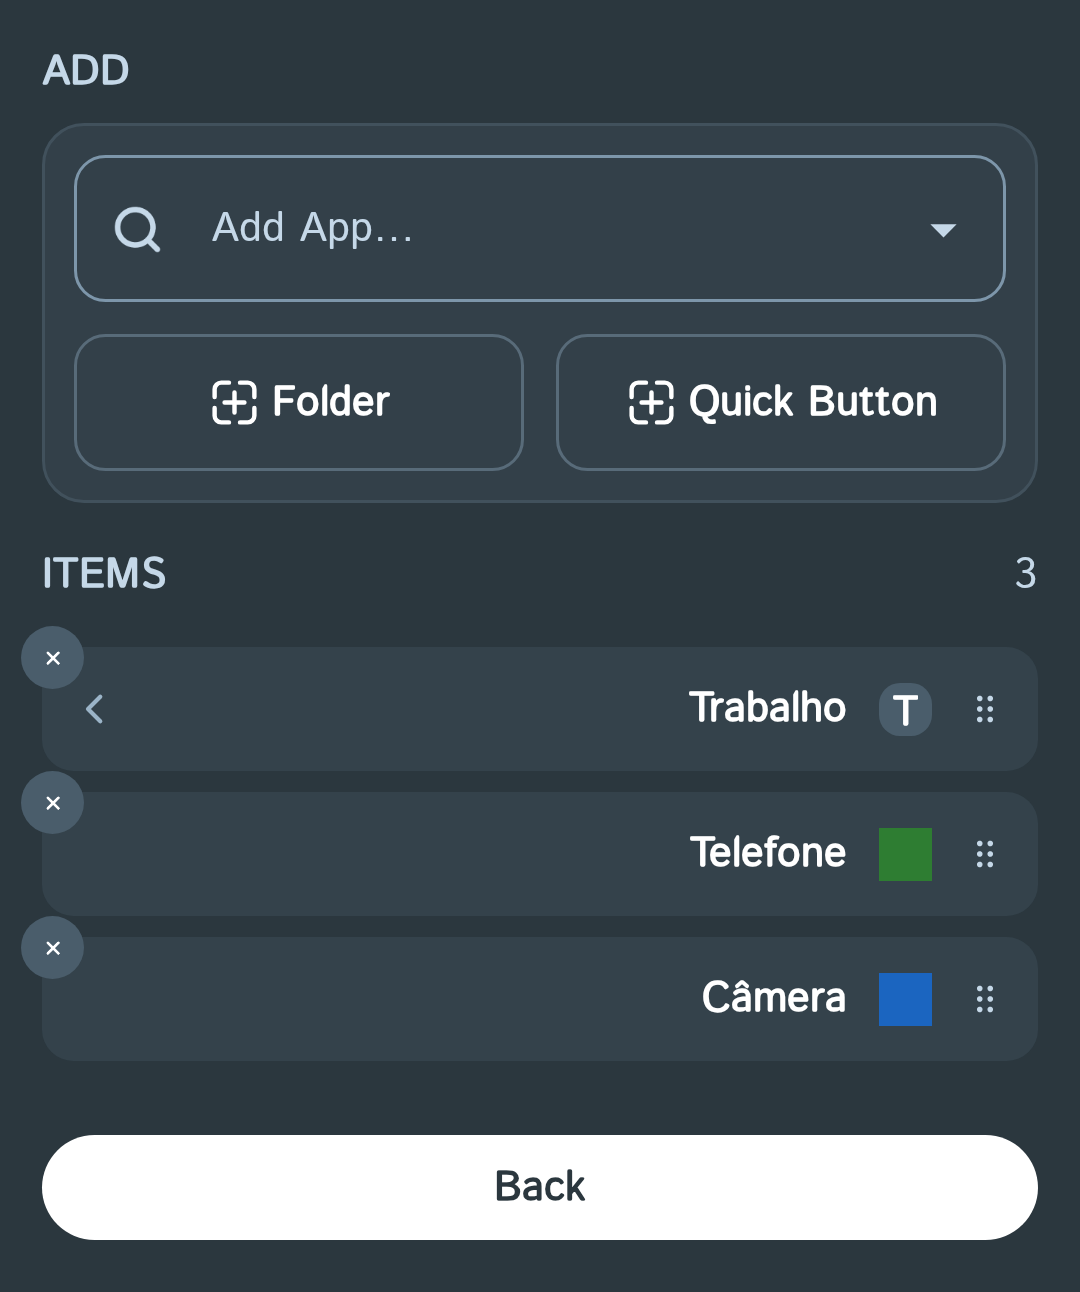 ADD
Add App...
Folder
Quick Button
ITEMS
3
Trabalho
T
Telefone
Câmera
Back